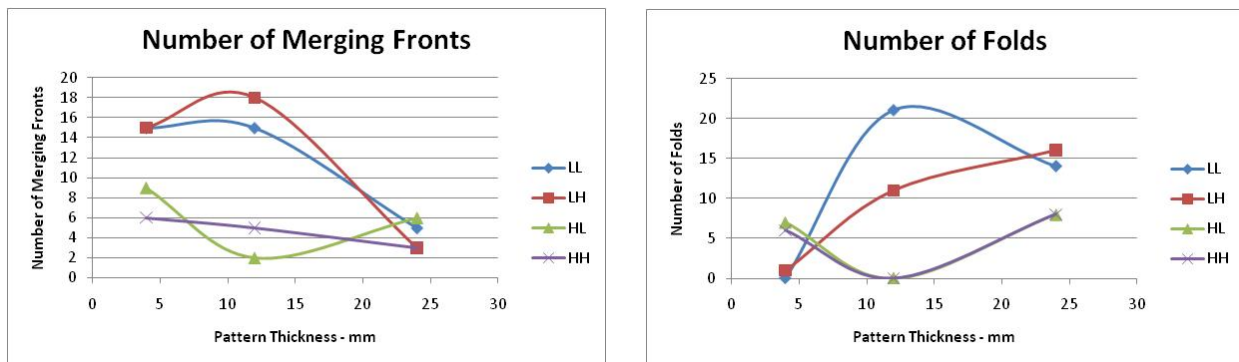 Number of Merging Fronts
Number of Merging Fronts
20
18
16
14
12
10
8
6
4
2
0
0 5 10 15 20 25 30
Pattern Thickness - mm
LL
LH
HL
HH
Number of Folds
Number of Folds
25
20
15
10
5
0
0 5 10 15 20 25 30
Pattern Thickness - mm
LL
LH
HL
HH